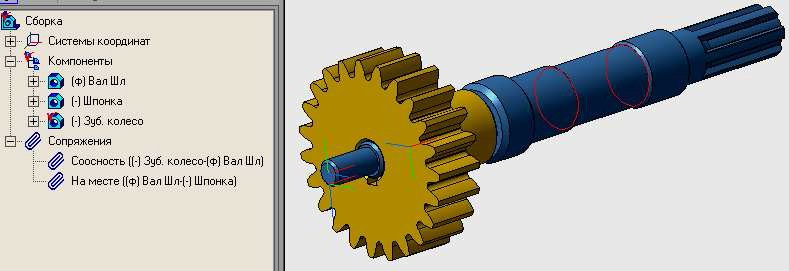 Сборка
Системы координат
Компоненты
(ф) Вал Шл
(-) Шпонка
(-) Зуб. колесо
Сопряжения
Соосность ((-) Зуб. колесо-(ф) Вал Шл)
На месте ((ф) Вал Шл-(-) Шпонка)